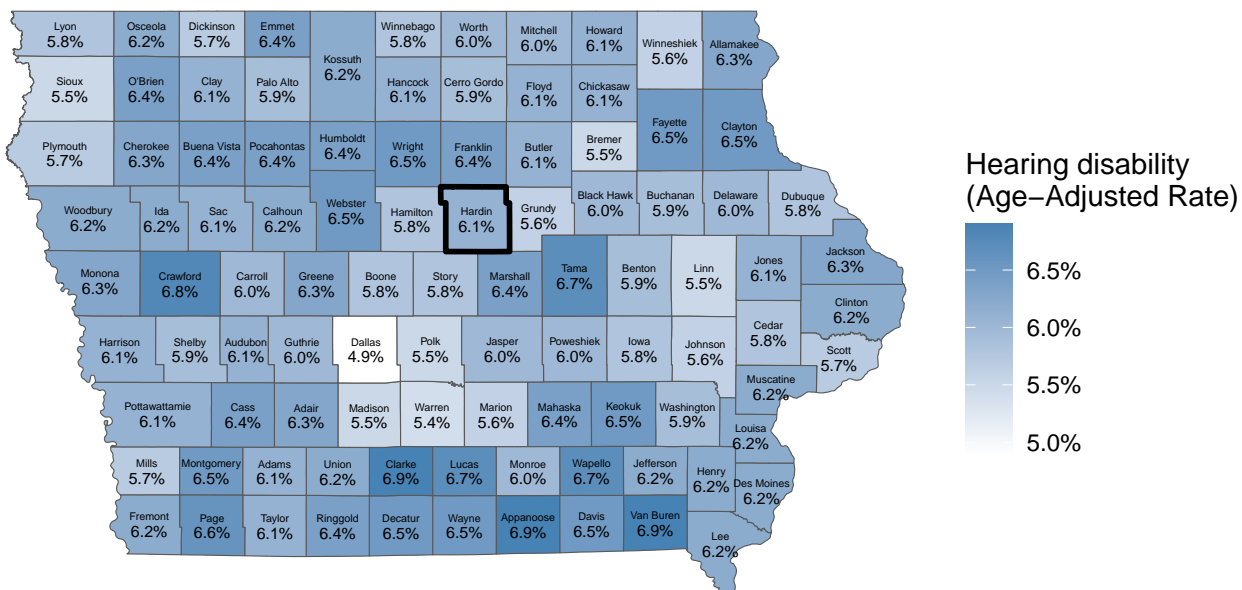 Lyon
5.8%
Osceola
6.2%
Dickinson
5.7%
Emmet
6.4%
Kossuth
6.2%
Winnebago
5.8%
Worth
6.0%
Mitchell
6.0%
Howard
6.1%
Winneshiek
5.6%
Allamakee
6.3%
Sioux
5.5%
O'Brien
6.4%
Clay
6.1%
Palo Alto
5.9%
Hancock
6.1%
Cerro Gordo
5.9%
Floyd
6.1%
Chickasaw
6.1%
Fayette
6.5%
Clayton
6.5%
Plymouth
5.7%
Cherokee
6.3%
Buena Vista
6.4%
Pocahontas
6.4%
Humboldt
6.4%
Wright
6.5%
Franklin
6.4%
Butler
6.1%
Bremer
5.5%
Woodbury
6.2%
Ida
6.2%
Sac
6.1%
Calhoun
6.2%
Webster
6.5%
Hamilton
5.8%
Hardin
6.1%
Grundy
5.6%
Black Hawk
6.0%
Buchanan
5.9%
Delaware
6.0%
Dubuque
5.8%
Monona
6.3%
Crawford
6.8%
Carroll
6.0%
Greene
6.3%
Boone
5.8%
Story
5.8%
Marshall
6.4%
Tama
6.7%
Benton
5.9%
Linn
5.5%
Jones
6.1%
Jackson
6.3%
Clinton
6.2%
Harrison
6.1%
Shelby
5.9%
Audubon
6.1%
Guthrie
6.0%
Dallas
4.9%
Polk
5.5%
Jasper
6.0%
Poweshiek
6.0%
Iowa
5.8%
Johnson
5.6%
Cedar
5.8%
Scott
5.7%
Muscatine
6.2%
Pottawattamie
6.1%
Cass
6.4%
Adair
6.3%
Madison
5.5%
Warren
5.4%
Marion
5.6%
Mahaska
6.4%
Keokuk
6.5%
Washington
5.9%
Louisa
6.2%
Mills
5.7%
Montgomery
6.5%
Adams
6.1%
Union
6.2%
Clarke
6.9%
Lucas
6.7%
Monroe
6.0%
Wapello
6.7%
Jefferson
6.2%
Henry
6.2%
Des Moines
6.2%
Fremont
6.2%
Page
6.6%
Taylor
6.1%
Ringgold
6.4%
Decatur
6.5%
Wayne
6.5%
Appanoose
6.9%
Davis
6.5%
Van Buren
6.9%
Lee
6.2%
Hearing disability
(Age−Adjusted Rate)
6.5%
6.0%
5.5%
5.0%